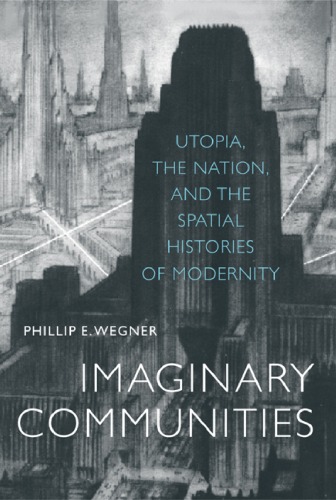 UTOPIA,
THE NATION,
AND THE
SPATIAL
HISTORIES
OF MODERNITY
PHILLIP E. WEGNER
IMAGINARY
COMMUNITIES